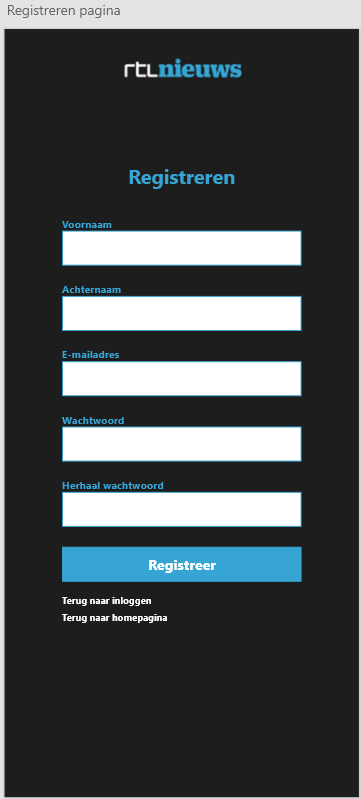 Registreren pagina
rtlnieuws
Registreren
Voornaam
Achternaam
E-mailadres
Wachtwoord
Herhaal wachtwoord
Registreer
Terug naar inloggen
Terug naar homepagina